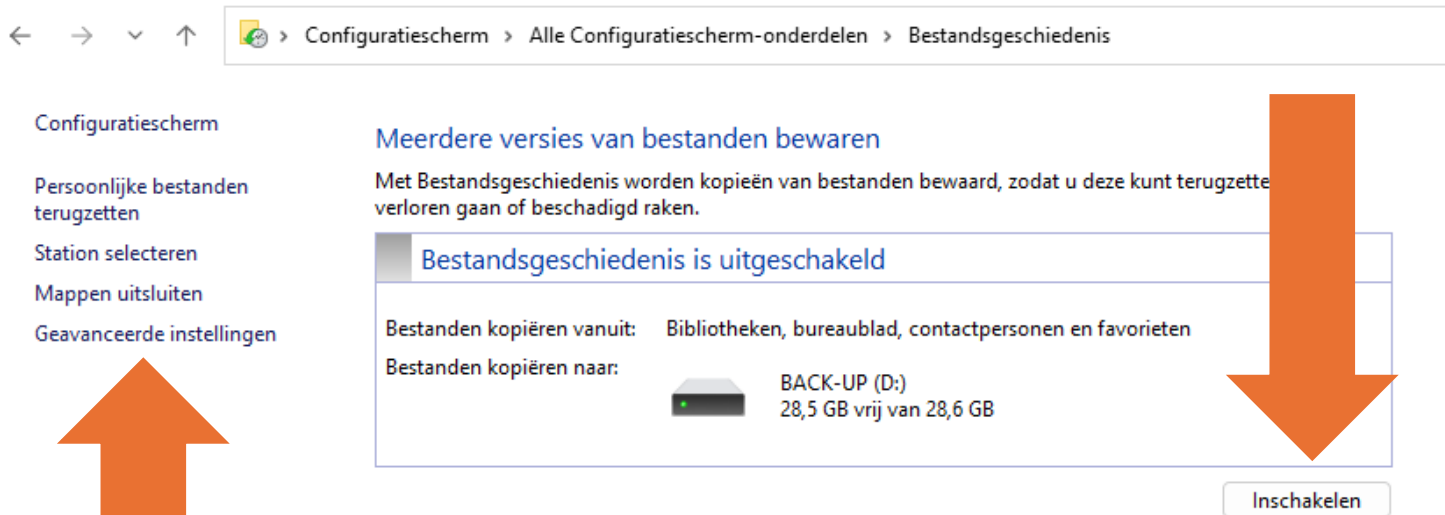 Configuratiescherm > Alle Configuratiescherm-onderdelen > Bestandsgeschiedenis
Configuratiescherm
Persoonlijke bestanden
terugzetten
Station selecteren
Mappen uitsluiten
Geavanceerde instellingen
Meerdere versies van bestanden bewaren
Met Bestandsgeschiedenis worden kopieën van bestanden bewaard, zodat u deze kunt
verloren gaan of beschadigd raken.
Bestandsgeschiedenis is uitgeschakeld
Bestanden kopiëren vanuit: Bibliotheken, bureaublad, contactpersonen en favorieten
Bestanden kopiëren naar:
BACK-UP (D:)
28,5 GB vrij van 28,6 GB
Inschakelen